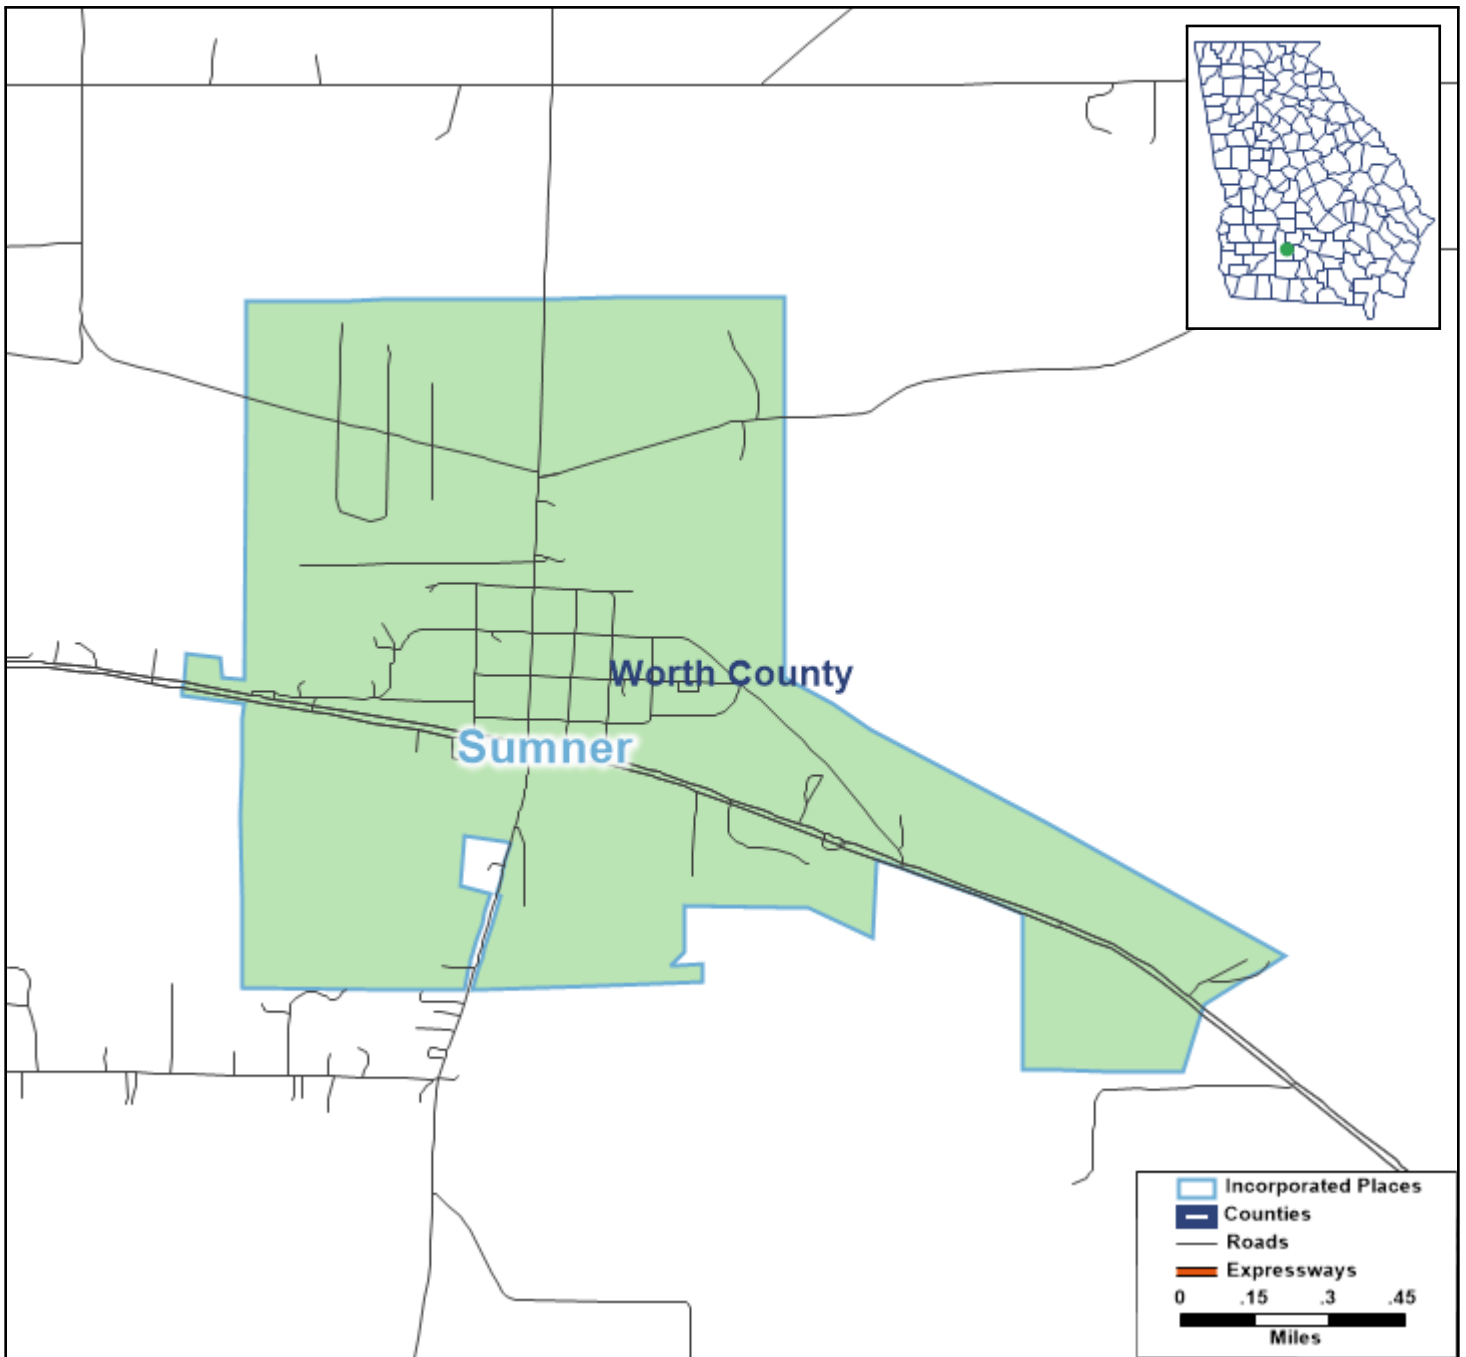 Worth County
Sumner
Incorporated Places
Counties
Roads
Expressways
0 .15 .3 .45
Miles